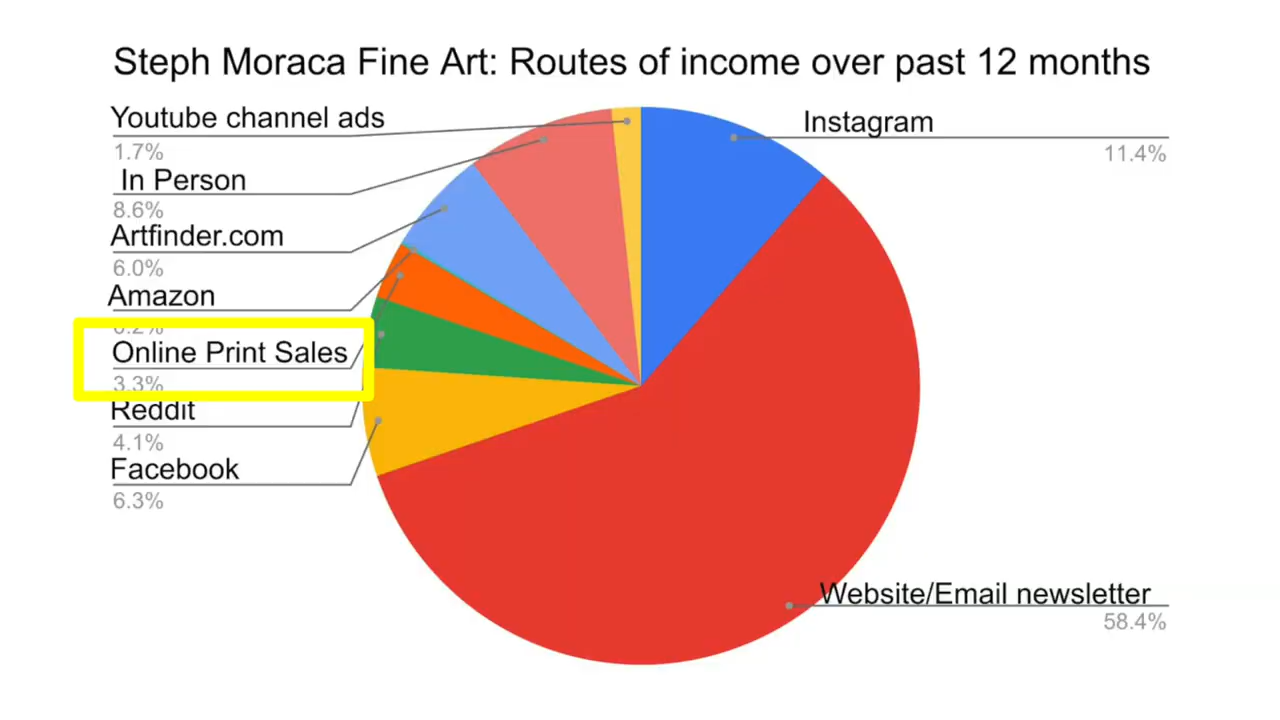 Steph Moraca Fine Art: Routes of income over past 12 months
Youtube channel ads
1.7%
In Person
8.6%
Artfinder.com
6.0%
Amazon
0.2%
Online Print Sales
3.3%
Reddit
4.1%
Facebook
6.3%
Instagram
11.4%
Website/Email newsletter
58.4%